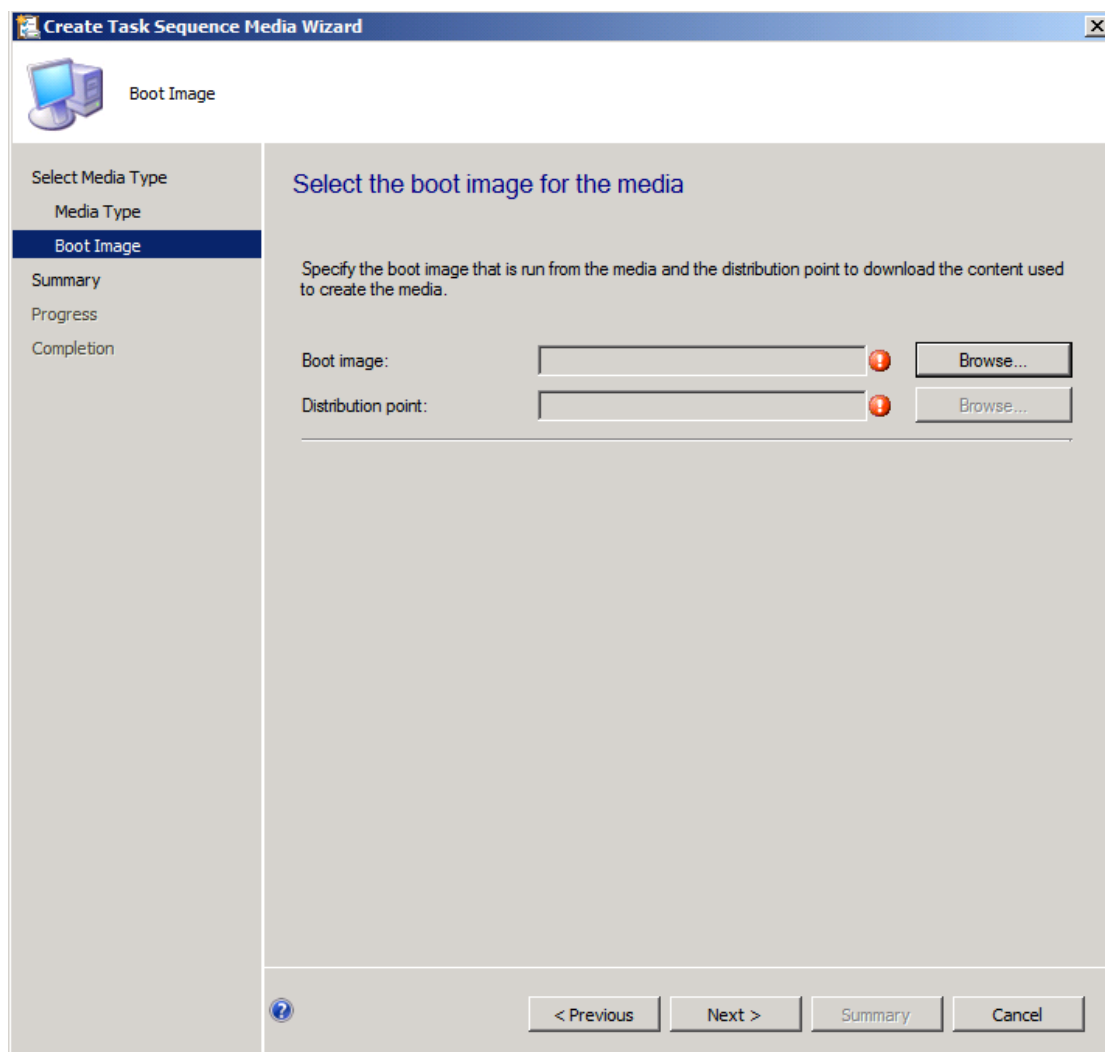 Create Task Sequence Media Wizard
Boot Image
Select Media Type
Media Type
Boot Image
Summary
Progress
Completion
Select the boot image for the media
Specify the boot image that is run from the media and the distribution point to download the content used
to create the media.
Boot image:
Browse...
Distribution point:
Browse...
< Previous
Next >
Summary
Cancel